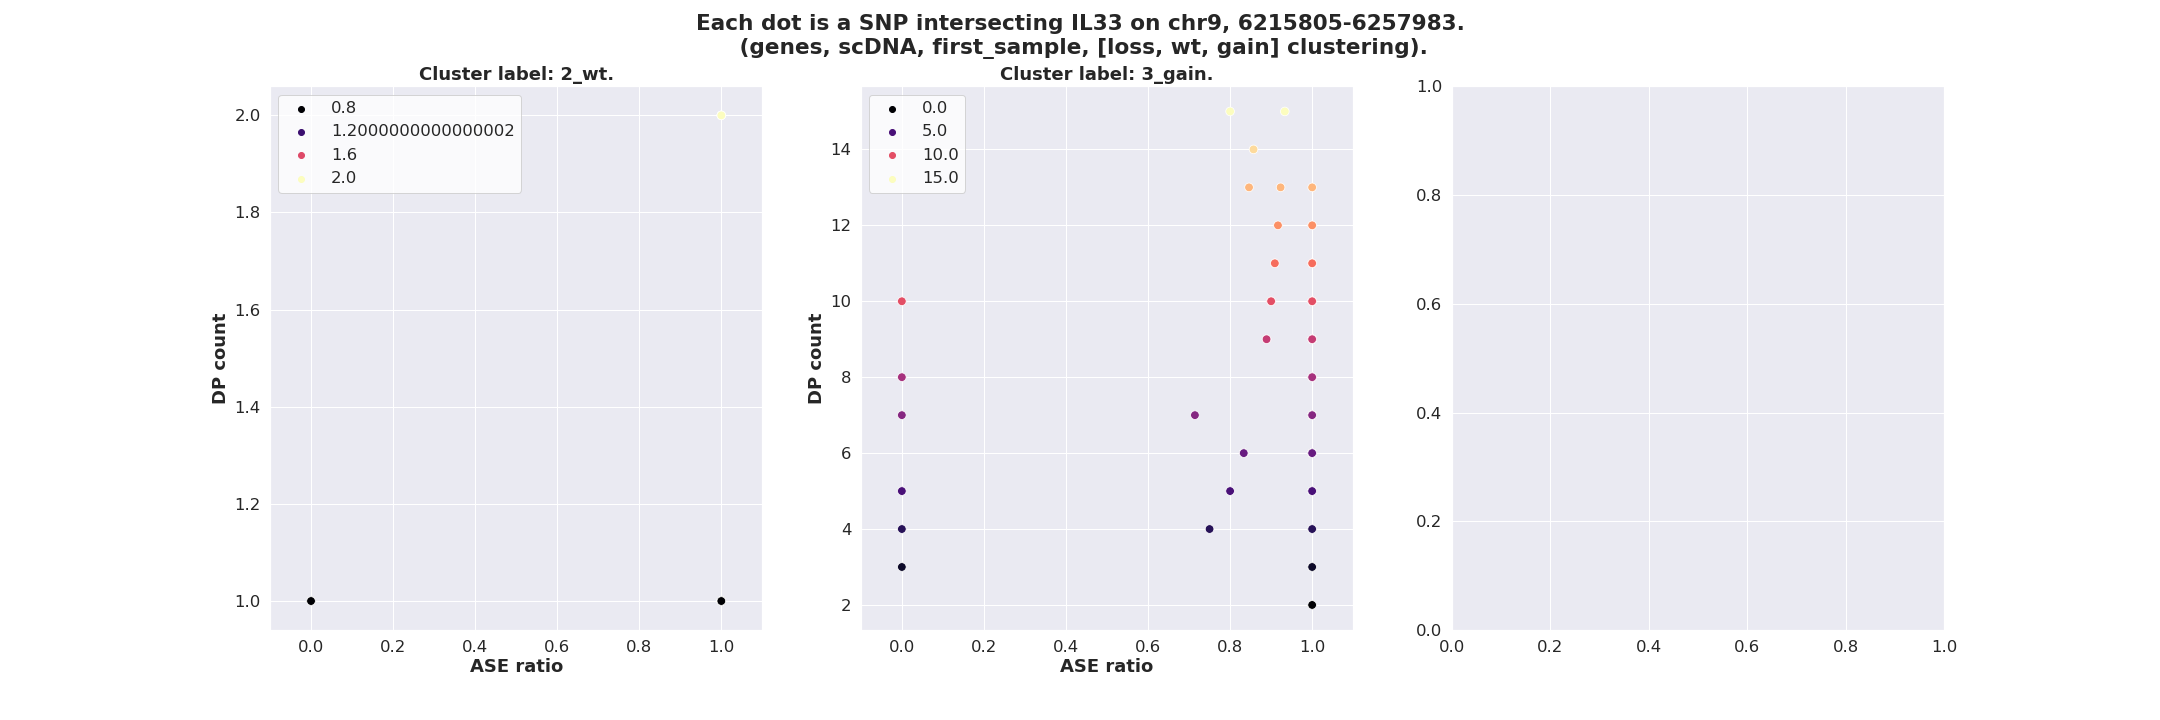 Each dot is a SNP intersecting IL33 on chr9, 6215805-6257983.
(genes, scDNA, first_sample, [loss, wt, gain] clustering).
Cluster label: 2_wt.
0.8
1.2000000000000002
1.6
2.0
2.0
1.8
1.6
1.4
1.2
1.0
DP count
0.0 0.2 0.4 0.6 0.8 1.0
ASE ratio
Cluster label: 3_gain.
0.0
5.0
10.0
15.0
14
12
10
8
6
4
2
DP count
0.0 0.2 0.4 0.6 0.8 1.0
ASE ratio
1.0
0.8
0.6
0.4
0.2
0.0
0.0 0.2 0.4 0.6 0.8 1.0